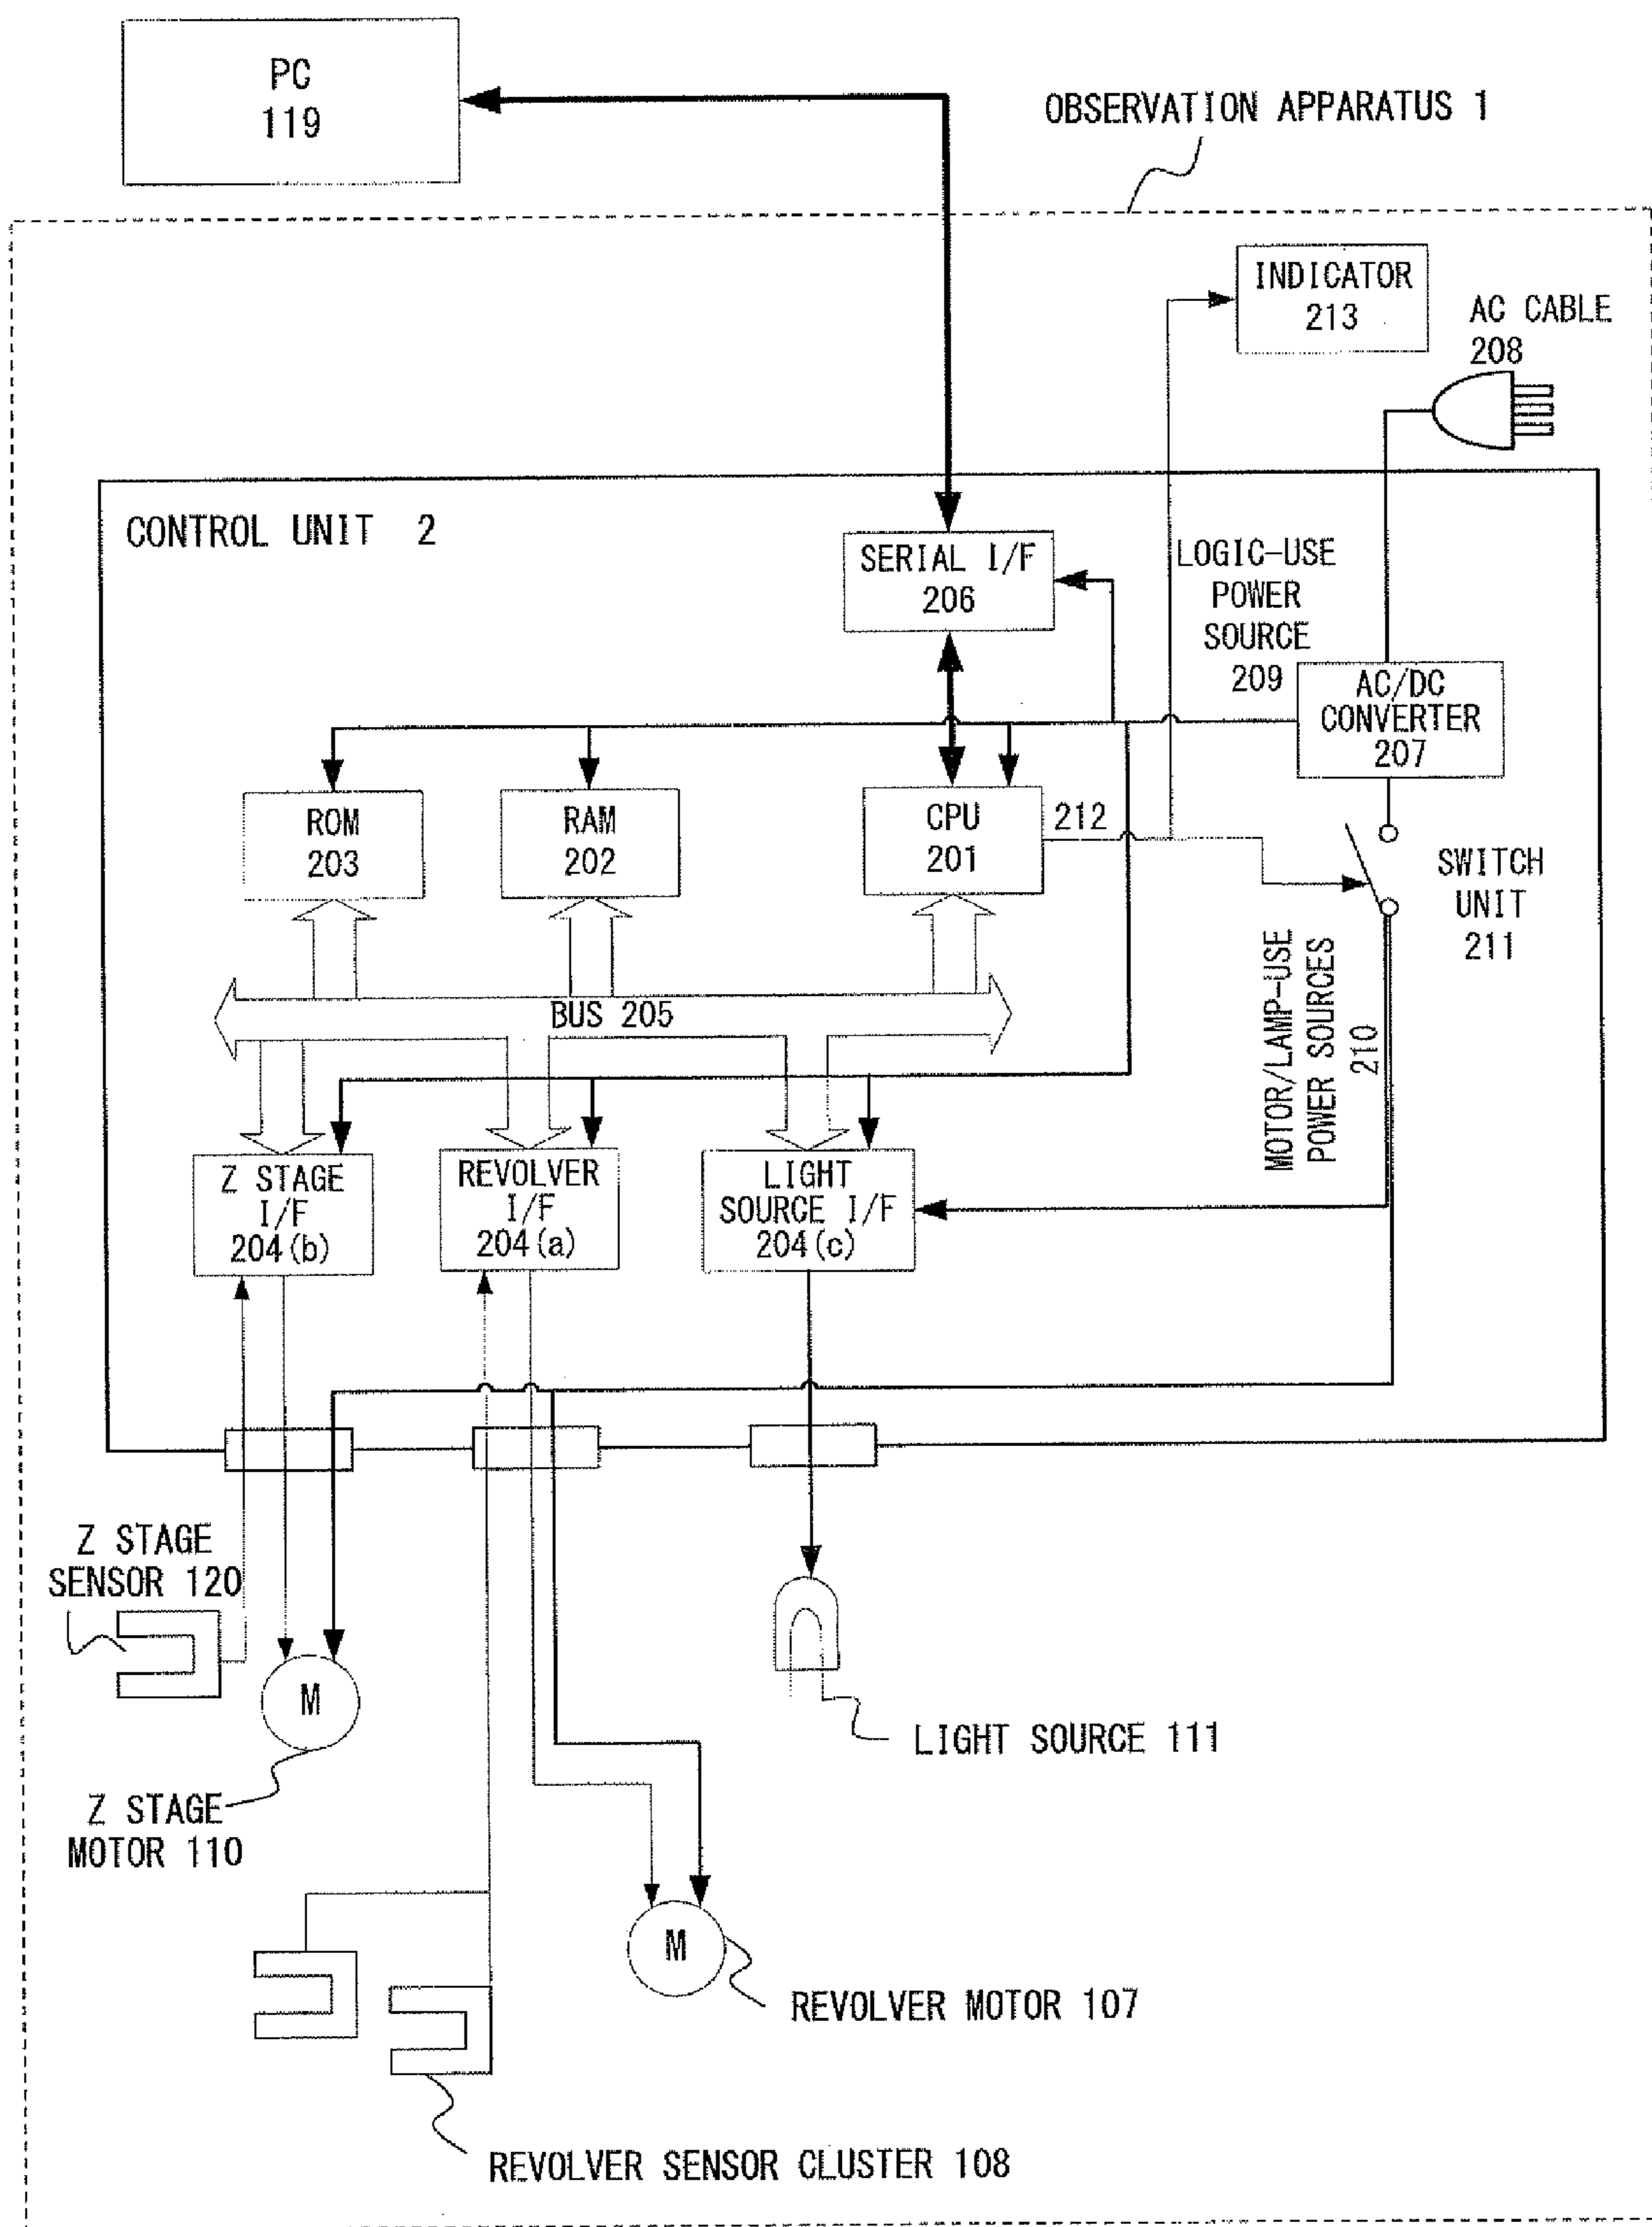 PC
119
OBSERVATION APPARATUS 1
INDICATOR
213
AC CABLE
208
CONTROL UNIT 2
SERIAL I/F
206
LOGIC-USE
POWER
SOURCE
209
AC/DC
CONVERTER
207
ROM
203
RAM
202
CPU
201
212
SWITCH
UNIT
211
BUS 205
MOTOR/LAMP-USE
POWER SOURCES
210
Z STAGE
I/F
204(b)
REVOLVER
I/F
204(a)
LIGHT
SOURCE I/F
204(c)
Z STAGE
SENSOR 120
M
LIGHT SOURCE 111
Z STAGE
MOTOR 110
M
REVOLVER MOTOR 107
REVOLVER SENSOR CLUSTER 108